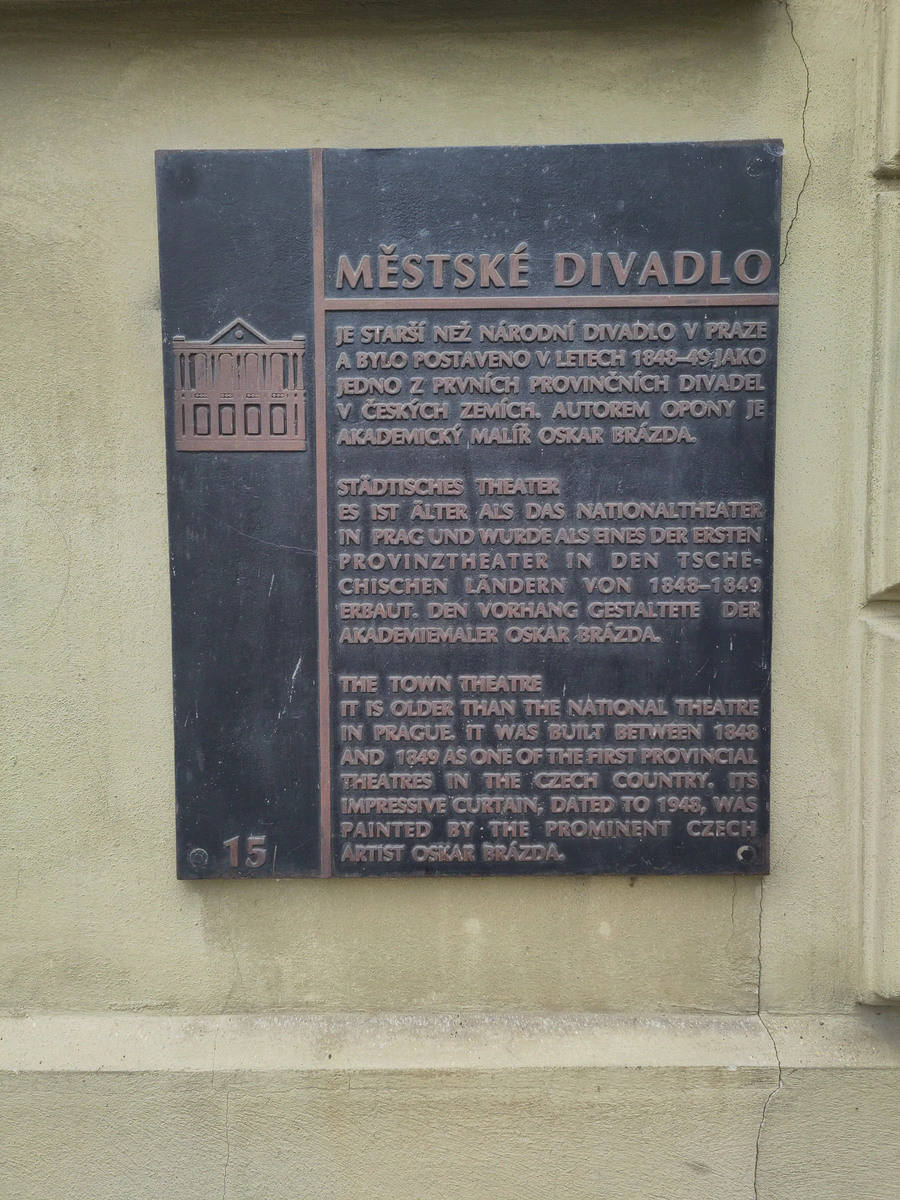 MĚSTSKÉ DIVADLO
JE STARŠÍ NEŽ NÁRODNÍ DIVADLO V PRAZE
A BYLO POSTAVENO V LETECH 1848–49 JAKO
JEDNO Z PRVNÍCH PROVINČNÍCH DIVADEL
V ČESKÝCH ZEMÍCH. AUTOREM OPONY JE
AKADEMICKÝ MALÍŘ OSKAR BRÁZDA.
STÄDTISCHES THEATER
ES IST ÄLTER ALS DAS NATIONALTHEATER
IN PRAG UND WURDE ALS EINES DER ERSTEN
PROVINZTHEATER IN DEN TSCHE-
CHISCHEN LÄNDERN VON 1848–1849
ERBAUT. DEN VORHANG GESTALTETE DER
AKADEMIEMALER OSKAR BRÁZDA.
THE TOWN THEATRE
IT IS OLDER THAN THE NATIONAL THEATRE
IN PRAGUE. IT WAS BUILT BETWEEN 1848
AND 1849 AS ONE OF THE FIRST PROVINCIAL
THEATRES IN THE CZECH COUNTRY. ITS
IMPRESSIVE CURTAIN, DATED TO 1948, WAS
PAINTED BY THE PROMINENT CZECH
ARTIST OSKAR BRÁZDA.
15